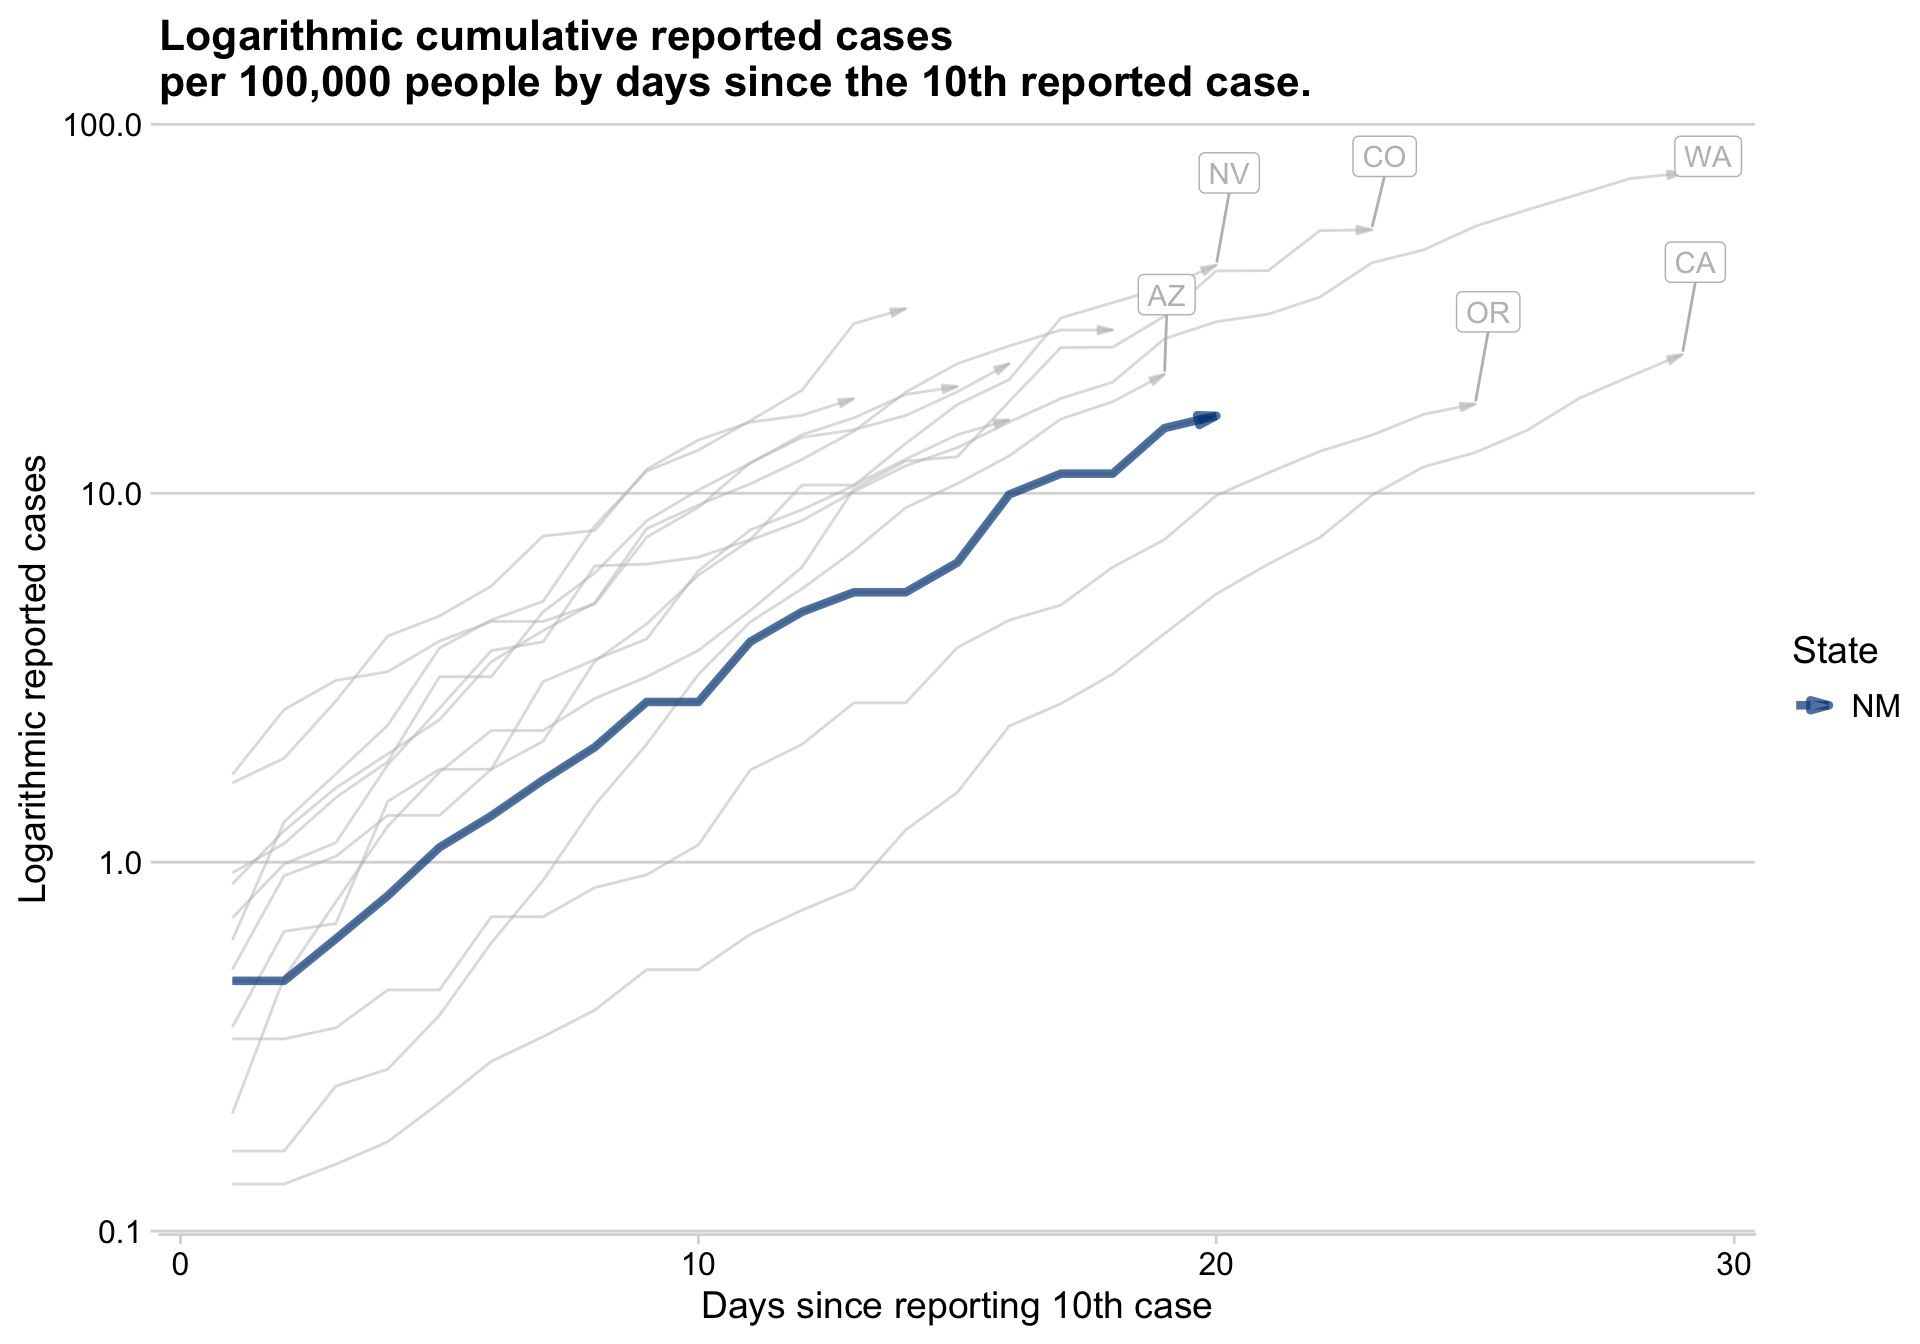 Logarithmic cumulative reported cases
per 100,000 people by days since the 10th reported case.
100.0
10.0
1.0
0.1
Logarithmic reported cases
NV
CO
WA
AZ
CA
OR
State
NM
0
10
20
30
Days since reporting 10th case